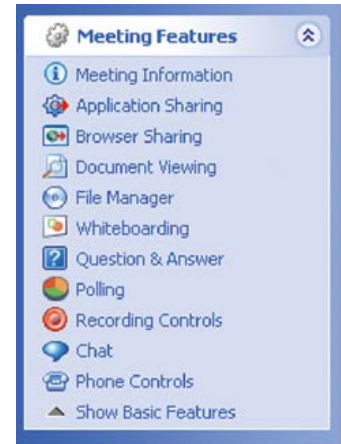 Meeting Features
Meeting Information
Application Sharing
Browser Sharing
Document Viewing
File Manager
Whiteboarding
Question & Answer
Polling
Recording Controls
Chat
Phone Controls
Show Basic Features